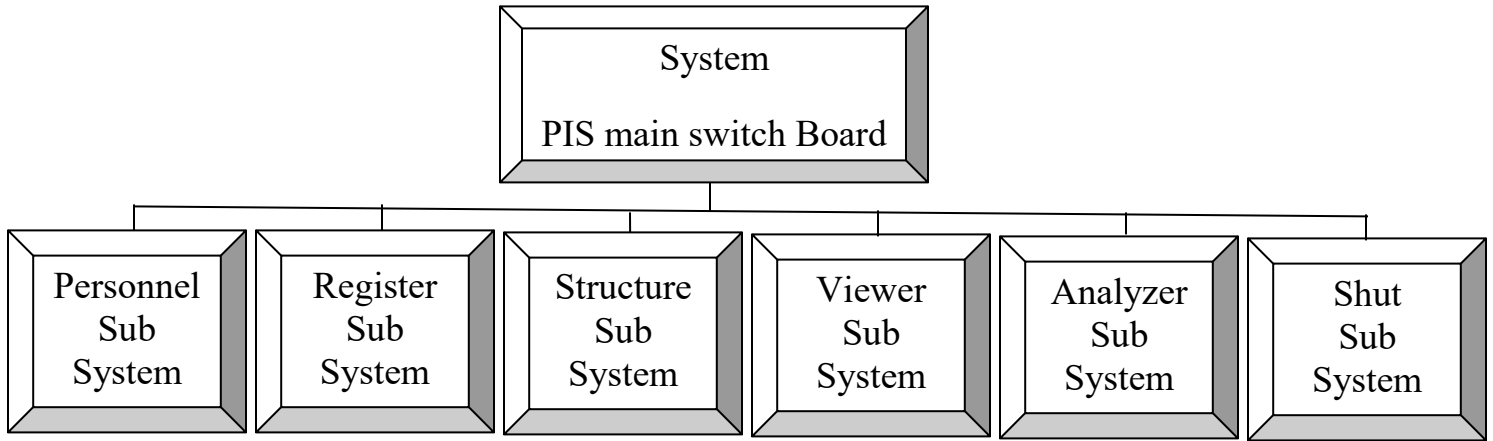 System
PIS main switch Board
Personnel
Sub
System
Register
Sub
System
Structure
Sub
System
Viewer
Sub
System
Analyzer
Sub
System
Shut
Sub
System